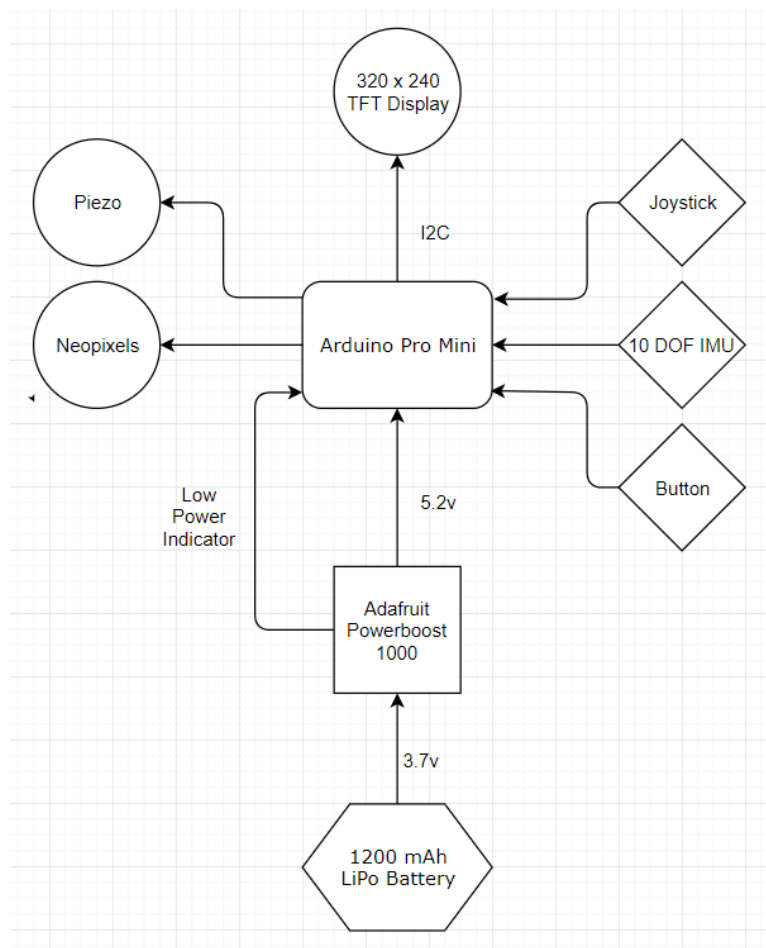 320 x 240
TFT Display
Piezo
Joystick
I2C
Neopixels
Arduino Pro Mini
10 DOF IMU
Low
Power
Indicator
5.2v
Button
Adafruit
Powerboost
1000
3.7v
1200 mAh
LiPo Battery